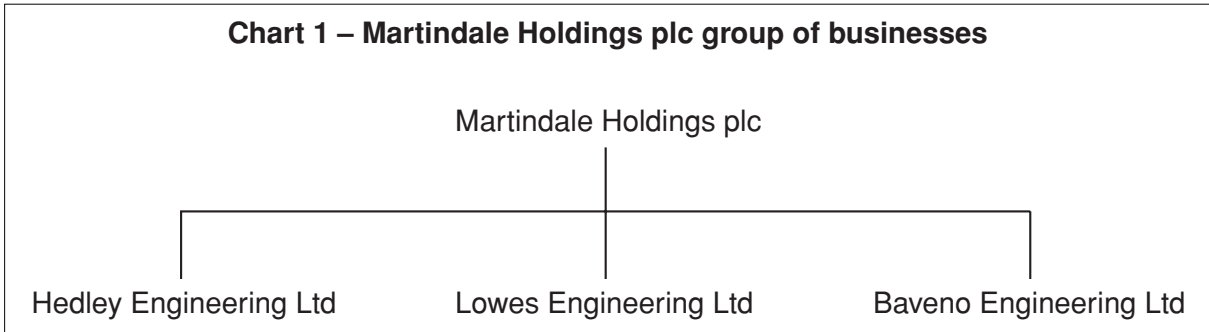 Chart 1 – Martindale Holdings plc group of businesses
Martindale Holdings plc
Hedley Engineering Ltd Lowes Engineering Ltd Baveno Engineering Ltd